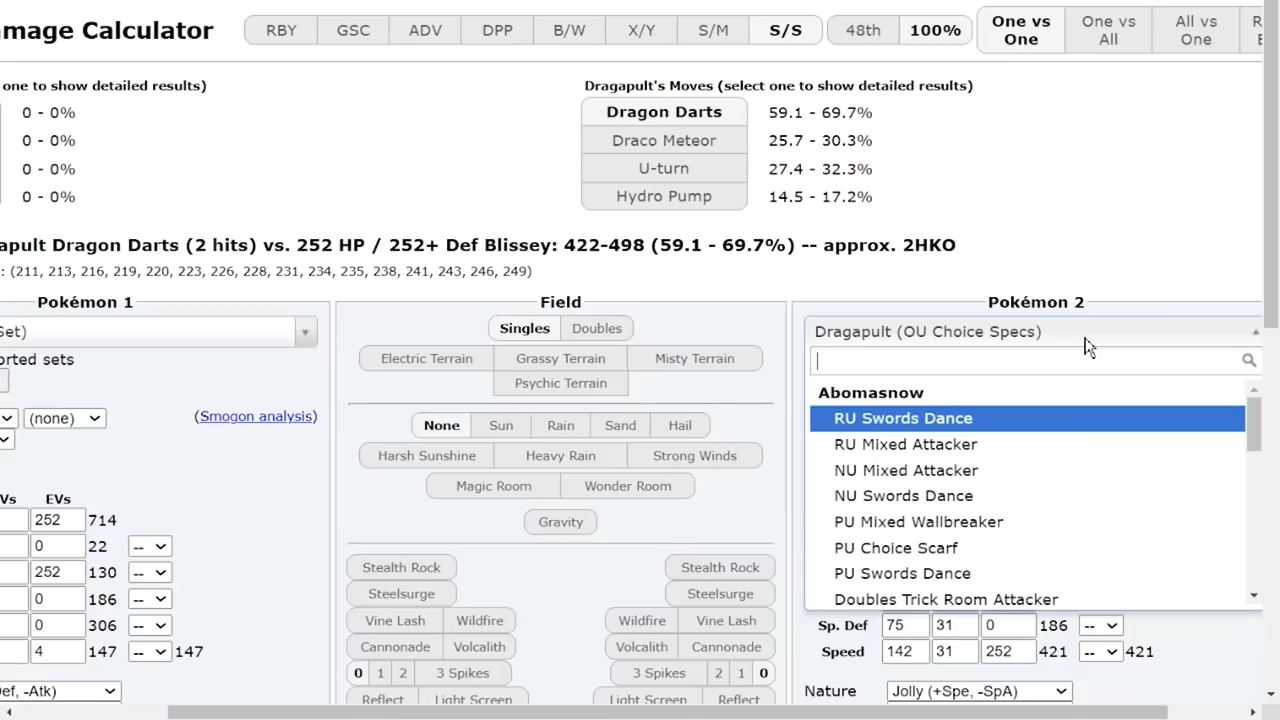 mage Calculator
RBY GSC ADV DPP B/W X/Y S/M S/S 48th 100% One vs One One vs All All vs One
one to show detailed results)
0 - 0%
0 - 0%
0 - 0%
0 - 0%
Dragapult's Moves (select one to show detailed results)
Dragon Darts 59.1 - 69.7%
Draco Meteor 25.7 - 30.3%
U-turn 27.4 - 32.3%
Hydro Pump 14.5 - 17.2%
apult Dragon Darts (2 hits) vs. 252 HP / 252+ Def Blissey: 422-498 (59.1 - 69.7%) -- approx. 2HKO
: (211, 213, 216, 219, 220, 223, 226, 228, 231, 234, 235, 238, 241, 243, 246, 249)
Pokémon 1
Set)
orted sets
(none) (Smogon analysis)
Vs EVs
252 714
0 22 --
252 130 --
0 186 --
0 306 --
4 147 -- 147
Def, -Atk)
Field
Singles Doubles
Electric Terrain Grassy Terrain Misty Terrain
Psychic Terrain
None Sun Rain Sand Hail
Harsh Sunshine Heavy Rain Strong Winds
Magic Room Wonder Room
Gravity
Stealth Rock Stealth Rock
Steelsurge Steelsurge
Vine Lash Wildfire Wildfire Vine Lash
Cannonade Volcalith Volcalith Cannonade
0 1 2 3 Spikes 3 Spikes 2 1 0
Reflect Light Screen Light Screen Reflect
Pokémon 2
Dragapult (OU Choice Specs)
Abomasnow
RU Swords Dance
RU Mixed Attacker
NU Mixed Attacker
NU Swords Dance
PU Mixed Wallbreaker
PU Choice Scarf
PU Swords Dance
Doubles Trick Room Attacker
Sp. Def 75 31 0 186 --
Speed 142 31 252 421 -- 421
Nature Jolly (+Spe, -SpA)